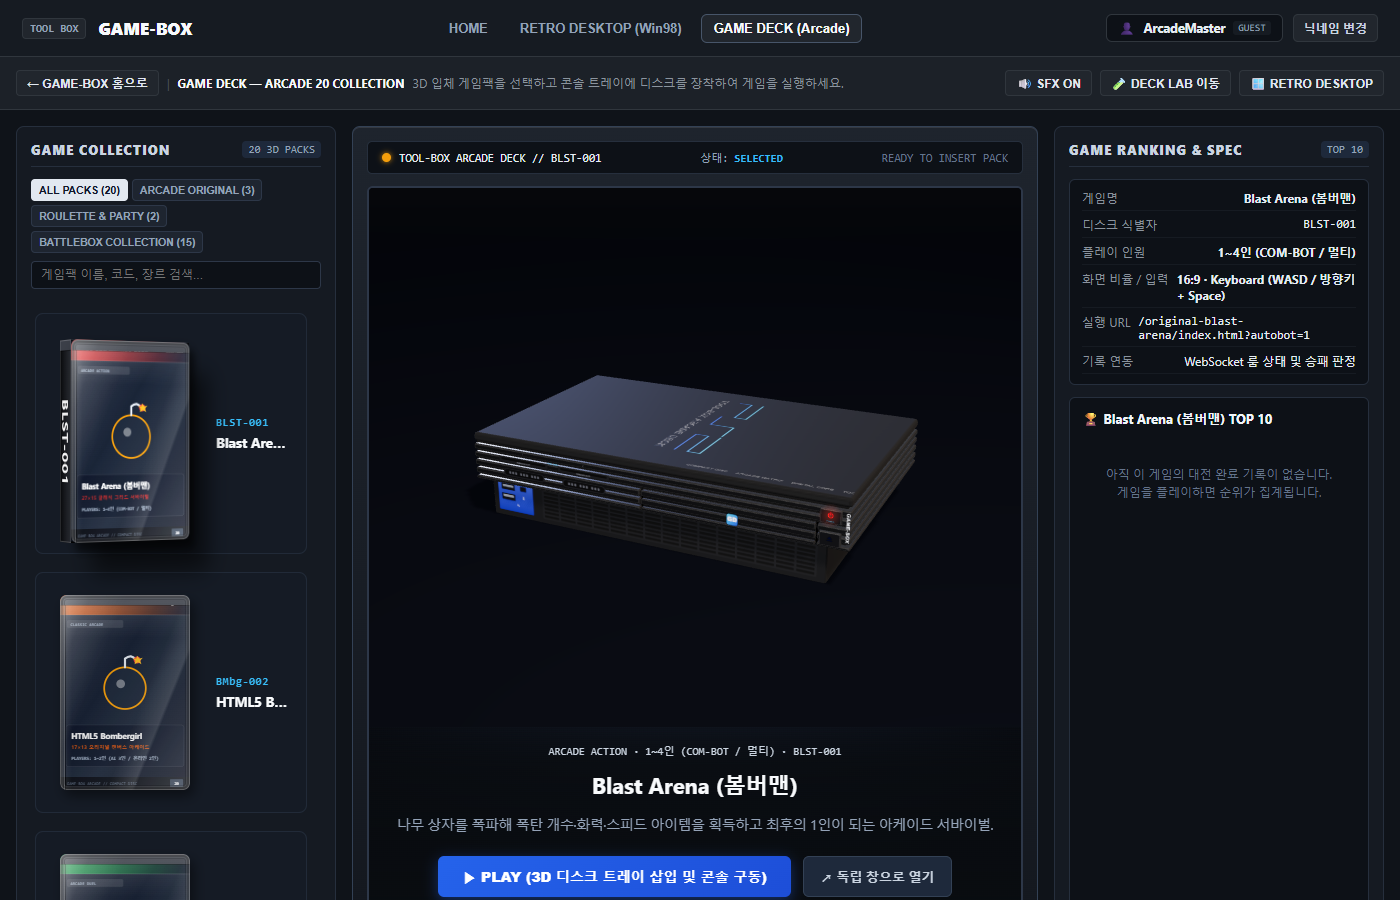 TOOL BOX
GAME-BOX
HOME
RETRO DESKTOP (Win98)
GAME DECK (Arcade)
ArcadeMaster
GUEST
닉네임 변경
← GAME-BOX 홈으로
| GAME DECK — ARCADE 20 COLLECTION
3D 입체 게임팩을 선택하고 콘솔 트레이에 디스크를 장착하여 게임을 실행하세요.
SFX ON
DECK LAB 이동
RETRO DESKTOP
GAME COLLECTION
20 3D PACKS
ALL PACKS (20)
ARCADE ORIGINAL (3)
ROULETTE & PARTY (2)
BATTLEBOX COLLECTION (15)
게임팩 이름, 코드, 장르 검색...
BLST-001
ARCADE ACTION
Blast Arena (봄버맨)
PLAYERS: 1~4인 (COM-BOT / 멀티)
BLST-001
Blast Are...
CLASSIC ARCADE
HTML5 Bombergirl
BMbg-002
HTML5 B...
ARCADE DUEL
TOOL-BOX ARCADE DECK // BLST-001
상태: SELECTED
READY TO INSERT PACK
GAME-BOX
ARCADE ACTION · 1~4인 (COM-BOT / 멀티) · BLST-001
Blast Arena (봄버맨)
나무 상자를 폭파해 폭탄 개수·화력·스피드 아이템을 획득하고 최후의 1인이 되는 아케이드 서바이벌.
▶ PLAY (3D 디스크 트레이 삽입 및 콘솔 구동)
↗ 독립 창으로 열기
GAME RANKING & SPEC
TOP 10
게임명
Blast Arena (봄버맨)
디스크 식별자
BLST-001
플레이 인원
1~4인 (COM-BOT / 멀티)
화면 비율 / 입력
16:9 · Keyboard (WASD / 방향키
+ Space)
실행 URL
/original-blast-
arena/index.html?autobot=1
기록 연동
WebSocket 룸 상태 및 승패 판정
Blast Arena (봄버맨) TOP 10
아직 이 게임의 대전 완료 기록이 없습니다.
게임을 플레이하면 순위가 집계됩니다.